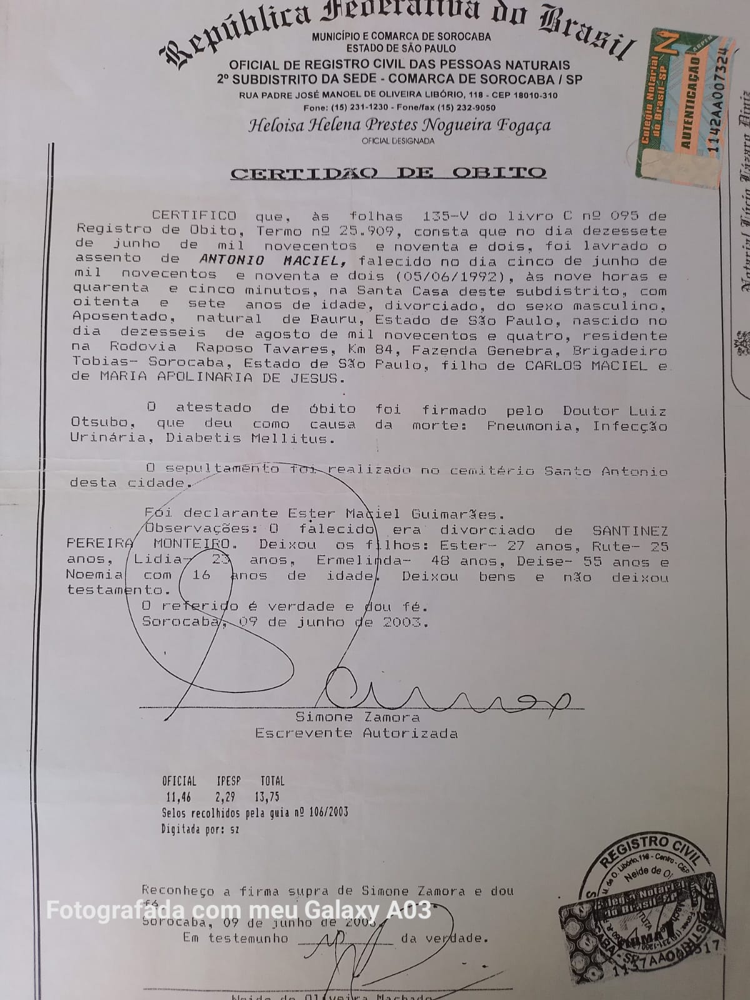 República Federativa do Brasil
MUNICÍPIO E COMARCA DE SOROCABA
ESTADO DE SÃO PAULO
OFICIAL DE REGISTRO CIVIL DAS PESSOAS NATURAIS
2º SUBDISTRITO DA SEDE - COMARCA DE SOROCABA / SP
RUA PADRE JOSÉ MANOEL DE OLIVEIRA LIBÓRIO, 118 - CEP 18010-310
Fone: (15) 231-1230 - Fone/fax (15) 232-9050
Heloisa Helena Prestes Nogueira Fogaça
OFICIAL DESIGNADA
Colégio Notarial
do Brasil-SP
ARPEN
AUTENTICAÇÃO
1142AA007324
CERTIDÃO DE OBITO
CERTIFICO que, às folhas 135-V do livro C nº 095 de
Registro de Obito, Termo nº 25.909, consta que no dia dezessete
de junho de mil novecentos e noventa e dois, foi lavrado o
assento de ANTONIO MACIEL, falecido no dia cinco de junho de
mil novecentos e noventa e dois (05/06/1992), às nove horas e
quarenta e cinco minutos, na Santa Casa deste subdistrito, com
oitenta e sete anos de idade, divorciado, do sexo masculino,
Aposentado, natural de Bauru, Estado de São Paulo, nascido no
dia dezesseis de agosto de mil novecentos e quatro, residente
na Rodovia Raposo Tavares, Km 84, Fazenda Genebra, Brigadeiro
Tobias- Sorocaba, Estado de São Paulo, filho de CARLOS MACIEL e
de MARIA APOLINARIA DE JESUS.
O atestado de óbito foi firmado pelo Doutor Luiz
Otsubo, que deu como causa da morte: Pneumonia, Infecção
Urinária, Diabetis Mellitus.
O sepultamento foi realizado no cemitério Santo Antonio
desta cidade.
Foi declarante Ester Maciel Guimarães.
Observações: O falecido era divorciado de SANTINEZ
PEREIRA MONTEIRO. Deixou os filhos: Ester- 27 anos, Rute- 25
anos, Lidia- 23 anos, Ermelinda- 48 anos, Deise- 55 anos e
Noemia com 16 anos de idade. Deixou bens e não deixou
testamento.
O referido é verdade e dou fé.
Sorocaba, 09 de junho de 2003.
Simone Zamora
Escrevente Autorizada
OFICIAL IPESP TOTAL
11,46 2,29 13,75
Selos recolhidos pela guia nº 106/2003
Digitada por: sz
Reconheço a firma supra de Simone Zamora e dou
fé
Fotografada com meu Galaxy A03
Sorocaba, 09 de junho de 2003.
Em testemunho da verdade.
Neide de Oliveira Machado
REGISTRO CIVIL
M. de O. Libório, 118 - Centro - CEP
Neide de Ol
do Brasil-SP
FIRMA 1